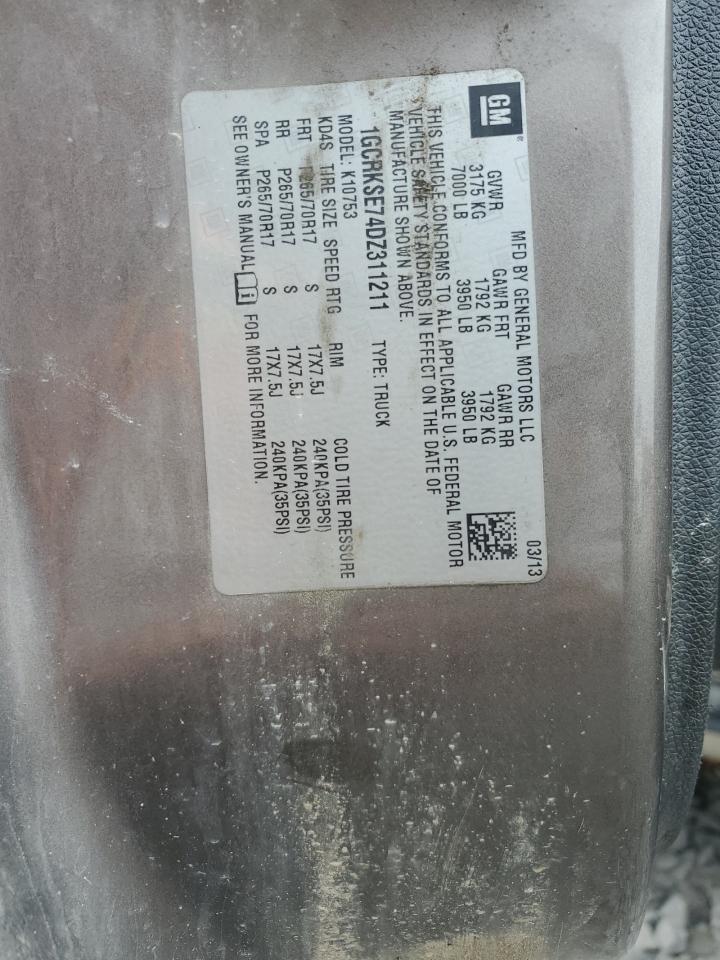 GM
MFD BY GENERAL MOTORS LLC 03/13
GVWR GAWR FRT GAWR RR
3175 KG 1792 KG 1792 KG
7000 LB 3950 LB 3950 LB
THIS VEHICLE CONFORMS TO ALL APPLICABLE U.S. FEDERAL MOTOR
VEHICLE SAFETY STANDARDS IN EFFECT ON THE DATE OF
MANUFACTURE SHOWN ABOVE.
1GCRKSE74DZ311211 TYPE: TRUCK
MODEL: K10753
KD4S TIRE SIZE SPEED RTG RIM COLD TIRE PRESSURE
FRT P265/70R17 S 17X7.5J 240KPA(35PSI)
RR P265/70R17 S 17X7.5J 240KPA(35PSI)
SPA P265/70R17 S 17X7.5J 240KPA(35PSI)
SEE OWNER'S MANUAL i FOR MORE INFORMATION.